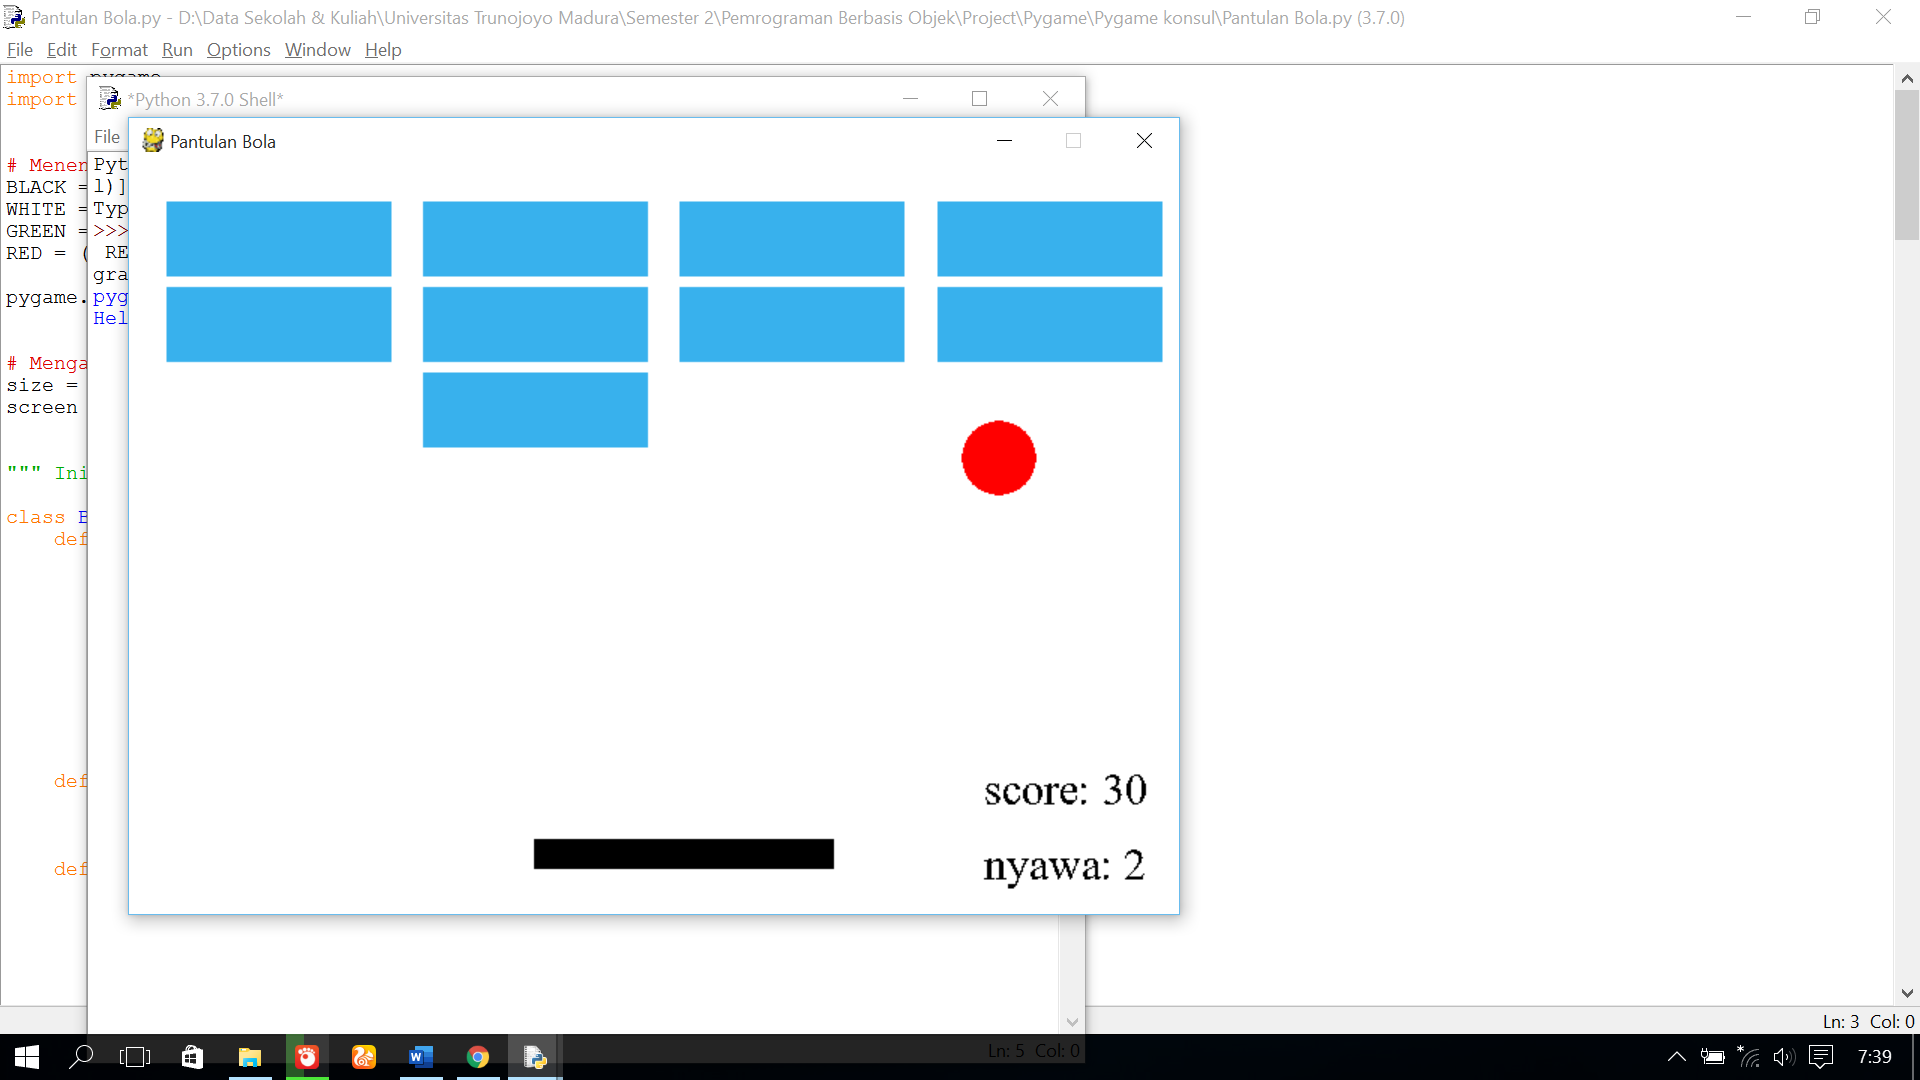 Pantulan Bola.py - D:\Data Sekolah & Kuliah\Universitas Trunojoyo Madura\Semester 2\Pemrograman Berbasis Objek\Project\Pygame\Pygame konsul\Pantulan Bola.py (3.7.0)
File Edit Format Run Options Window Help
import
import
# Menen
BLACK =
WHITE =
GREEN =
RED = (
pygame.
# Menga
size =
screen
""" Ini
class B
def
def
def
*Python 3.7.0 Shell*
File
Pyt
l)]
Typ
>>>
RE
gra
pyg
Hel
Pantulan Bola
score: 30
nyawa: 2
Ln: 5 Col: 0
Ln: 3 Col: 0
7:39